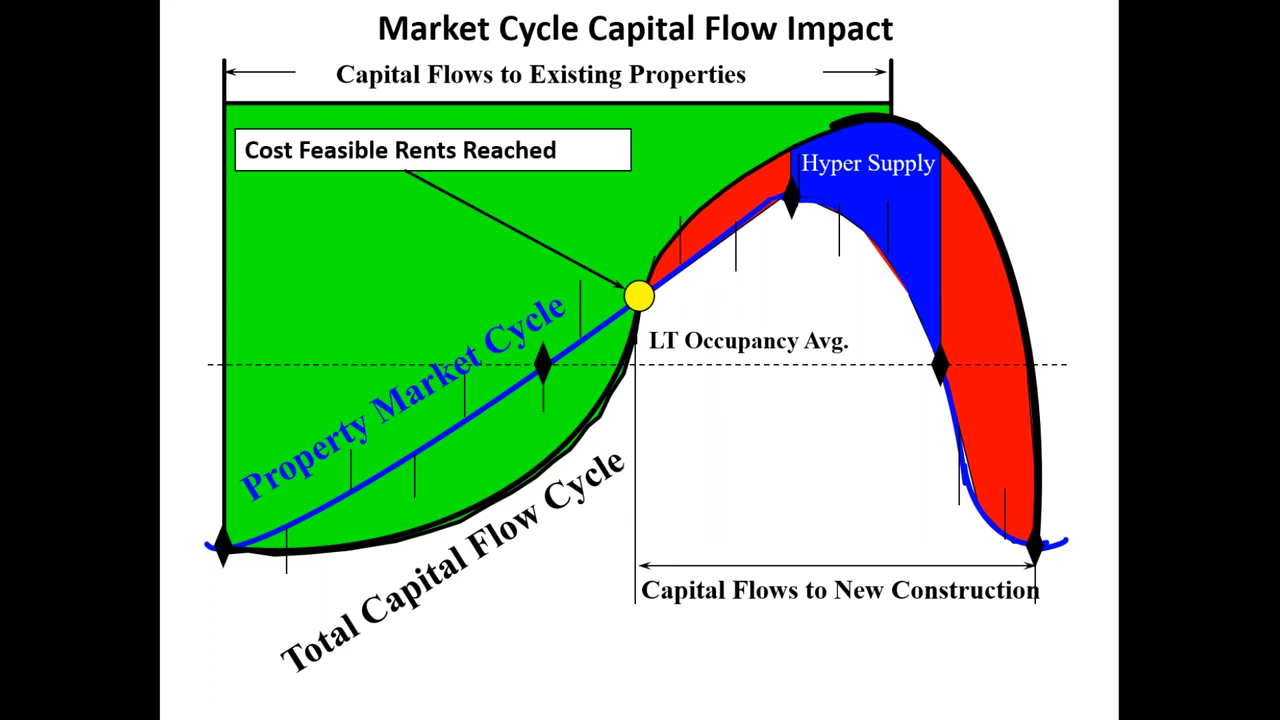 Market Cycle Capital Flow Impact
Capital Flows to Existing Properties
Cost Feasible Rents Reached
Hyper Supply
Property Market Cycle
LT Occupancy Avg.
Total Capital Flow Cycle
Capital Flows to New Construction